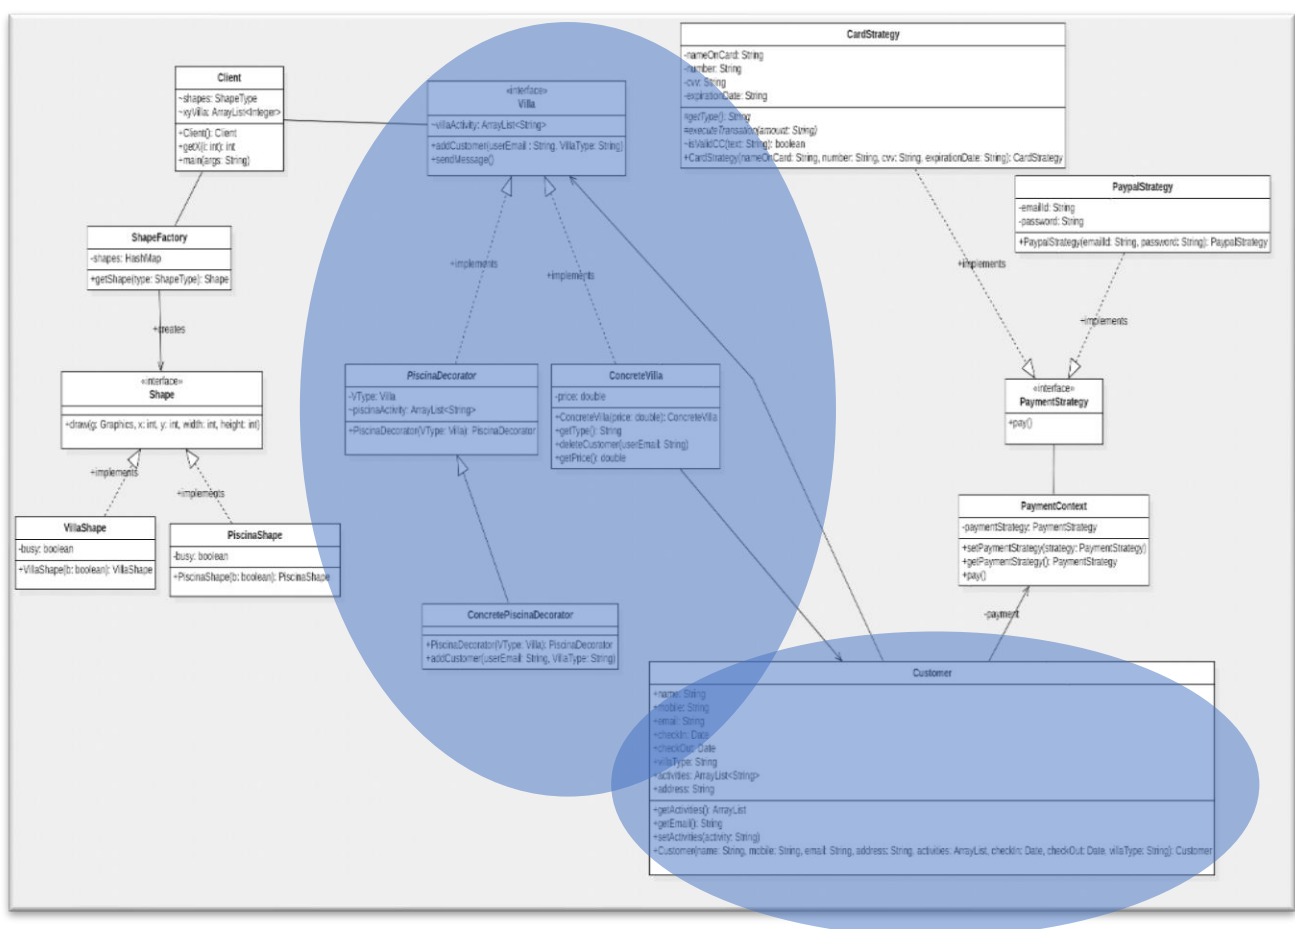 Client
~shapes: ShapeType
~xyVilla: ArrayList<Integer>
+Client(): Client
+getX(i: int): int
+main(args: String)
ShapeFactory
-shapes: HashMap
+getShape(type: ShapeType): Shape
+creates
«interface»
Shape
+draw(g: Graphics, x: int, y: int, width: int, height: int)
+implements
+implements
VillaShape
-busy: boolean
+VillaShape(b: boolean): VillaShape
PiscinaShape
-busy: boolean
+PiscinaShape(b: boolean): PiscinaShape
«interface»
Villa
~villaActivity: ArrayList<String>
+addCustomer(userEmail : String, VillaType: String)
+sendMessage()
+implements
+implements
PiscinaDecorator
-VType: Villa
~piscinaActivity: ArrayList<String>
+PiscinaDecorator(VType: Villa): PiscinaDecorator
ConcreteVilla
-price: double
+ConcreteVilla(price: double): ConcreteVilla
+getType(): String
+deleteCustomer(userEmail: String)
+getPrice(): double
ConcretePiscinaDecorator
+PiscinaDecorator(VType: Villa): PiscinaDecorator
+addCustomer(userEmail: String, VillaType: String)
CardStrategy
-nameOnCard: String
-number: String
-cvv: String
-expirationDate: String
#getType(): String
#executeTransation(amount: String)
~isValidCC(text: String): boolean
+CardStrategy(nameOnCard: String, number: String, cvv: String, expirationDate: String): CardStrategy
PaypalStrategy
-emailId: String
-password: String
+PaypalStrategy(emailId: String, password: String): PaypalStrategy
+implements
+implements
«interface»
PaymentStrategy
+pay()
PaymentContext
-paymentStrategy: PaymentStrategy
+setPaymentStrategy(strategy: PaymentStrategy)
+getPaymentStrategy(): PaymentStrategy
+pay()
-payment
Customer
+name: String
+mobile: String
+email: String
+checkIn: Date
+checkOut: Date
+villaType: String
+activities: ArrayList<String>
+address: String
+getActivities(): ArrayList
+getEmail(): String
+setActivities(activity: String)
+Customer(name: String, mobile: String, email: String, address: String, activities: ArrayList, checkIn: Date, checkOut: Date, villaType: String): Customer